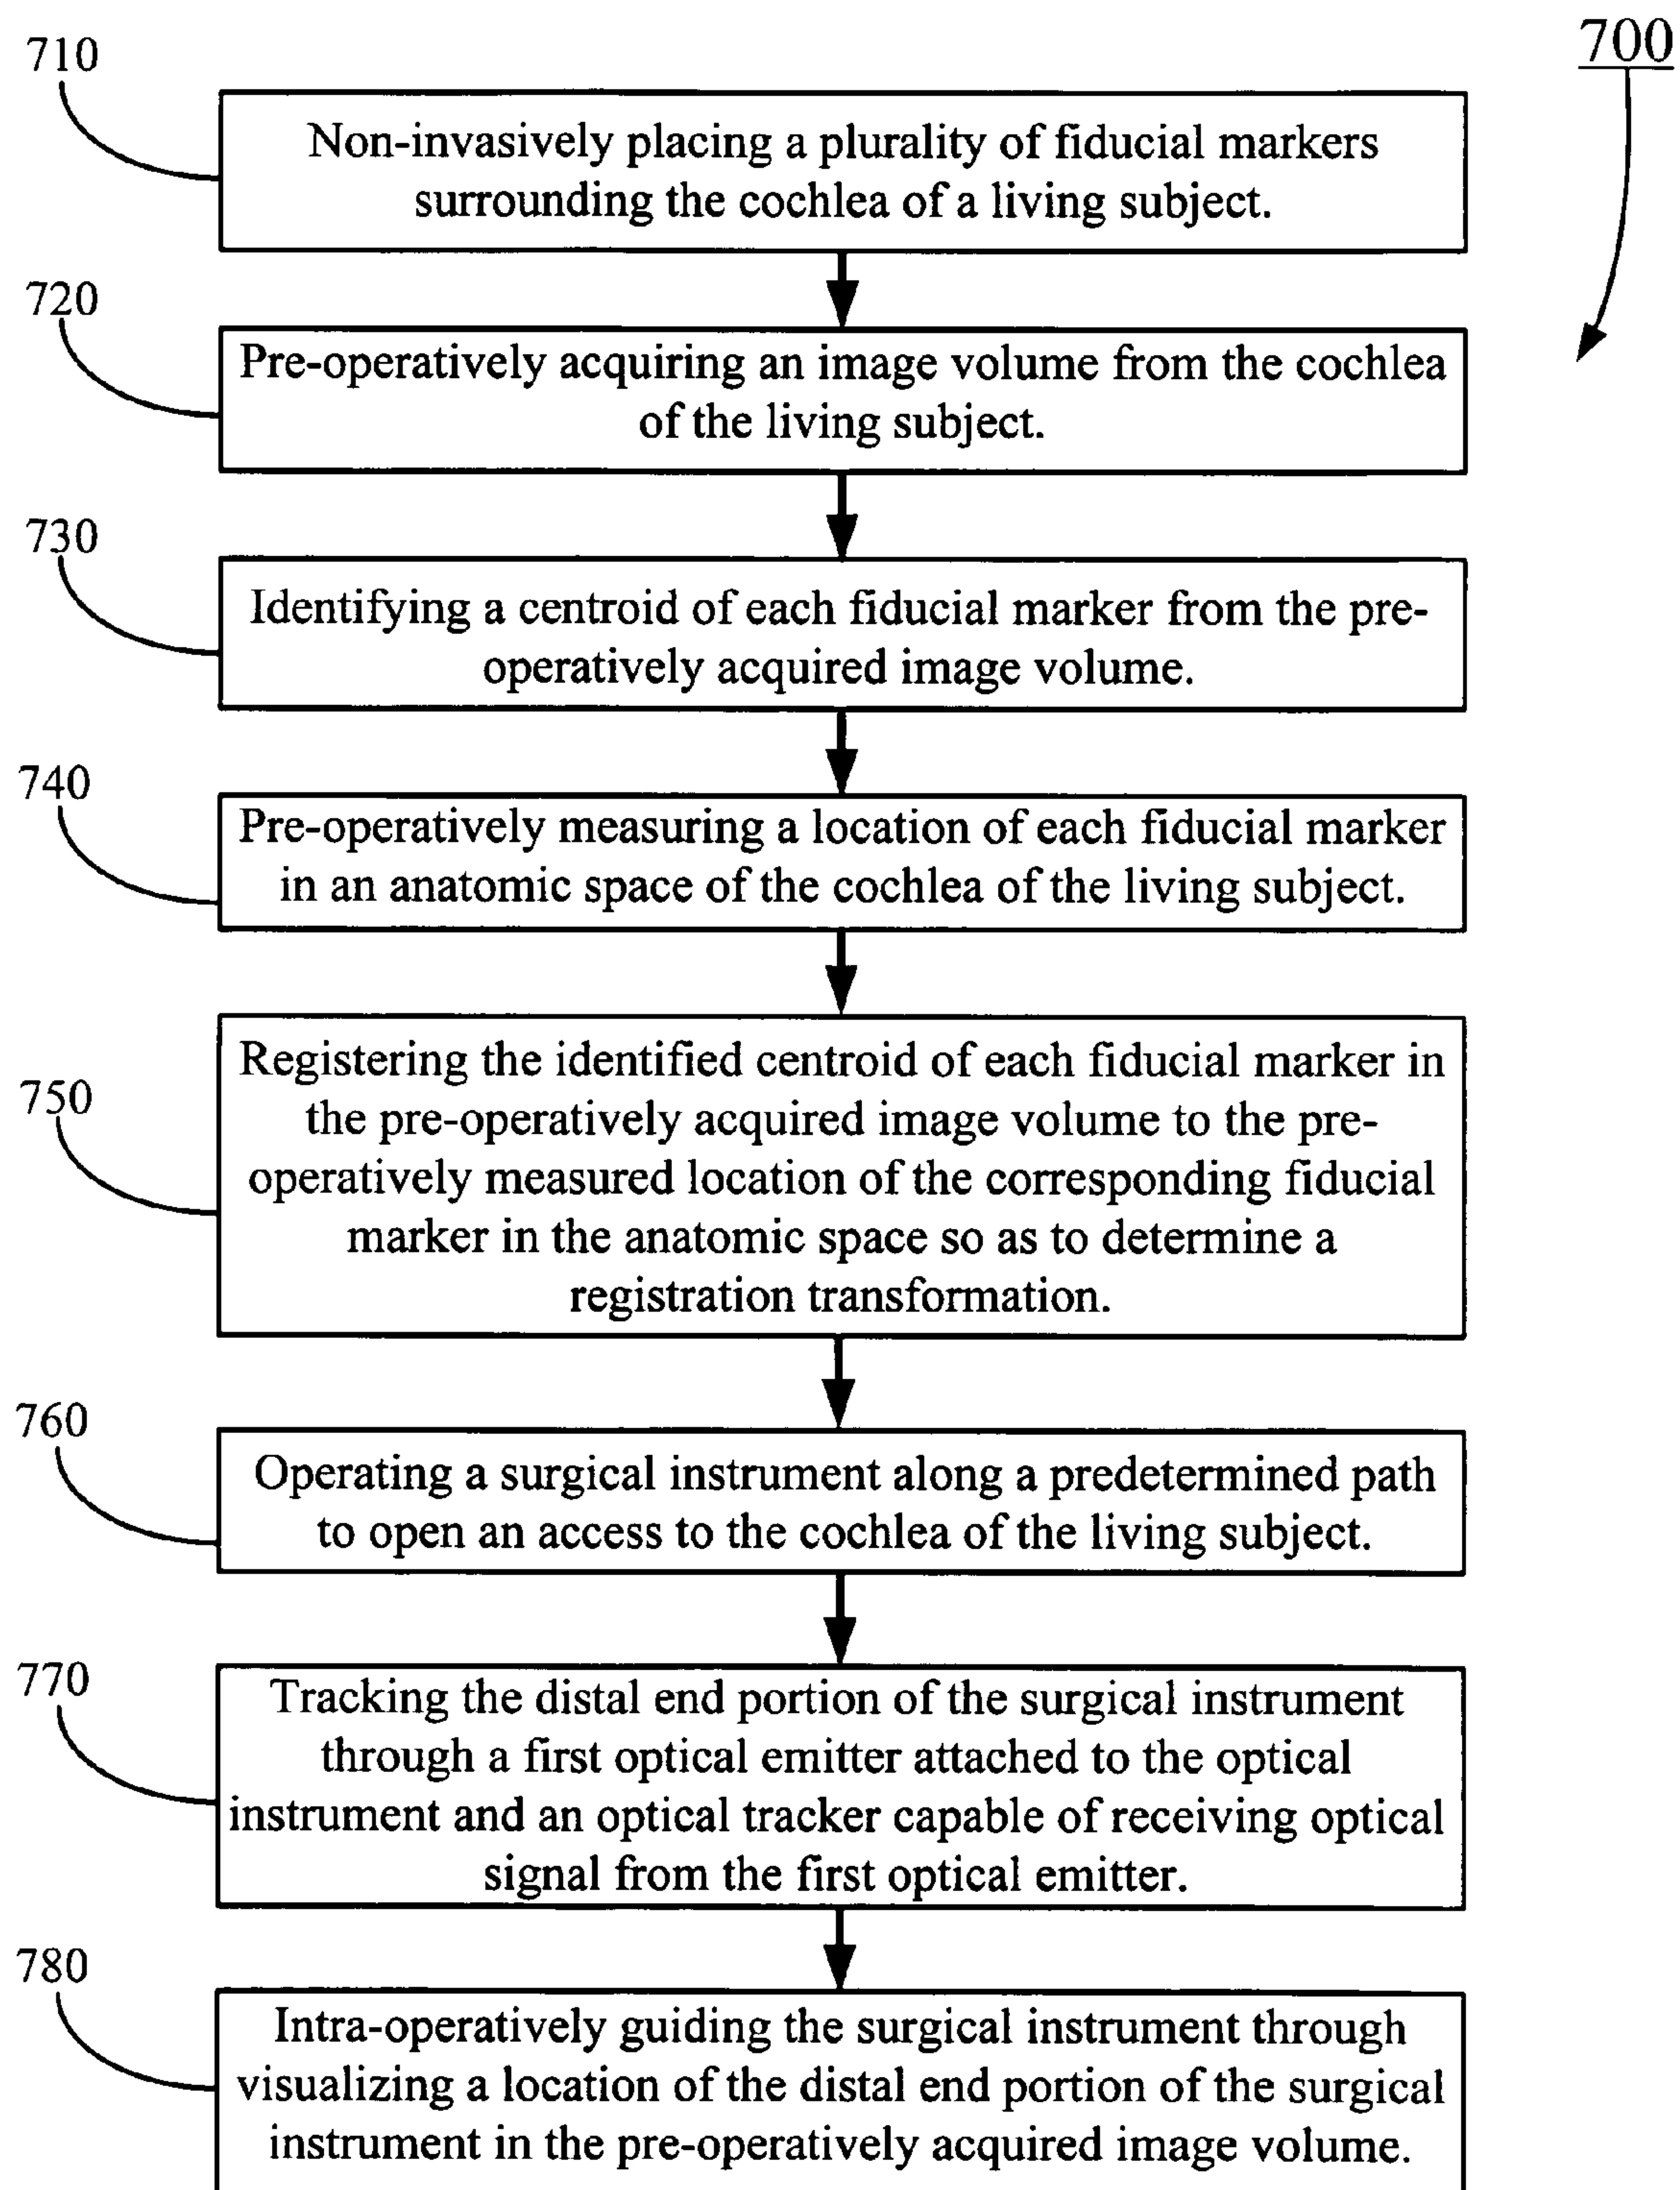 700
710
Non-invasively placing a plurality of fiducial markers
surrounding the cochlea of a living subject.
720
Pre-operatively acquiring an image volume from the cochlea
of the living subject.
730
Identifying a centroid of each fiducial marker from the pre-
operatively acquired image volume.
740
Pre-operatively measuring a location of each fiducial marker
in an anatomic space of the cochlea of the living subject.
750
Registering the identified centroid of each fiducial marker in
the pre-operatively acquired image volume to the pre-
operatively measured location of the corresponding fiducial
marker in the anatomic space so as to determine a
registration transformation.
760
Operating a surgical instrument along a predetermined path
to open an access to the cochlea of the living subject.
770
Tracking the distal end portion of the surgical instrument
through a first optical emitter attached to the optical
instrument and an optical tracker capable of receiving optical
signal from the first optical emitter.
780
Intra-operatively guiding the surgical instrument through
visualizing a location of the distal end portion of the surgical
instrument in the pre-operatively acquired image volume.